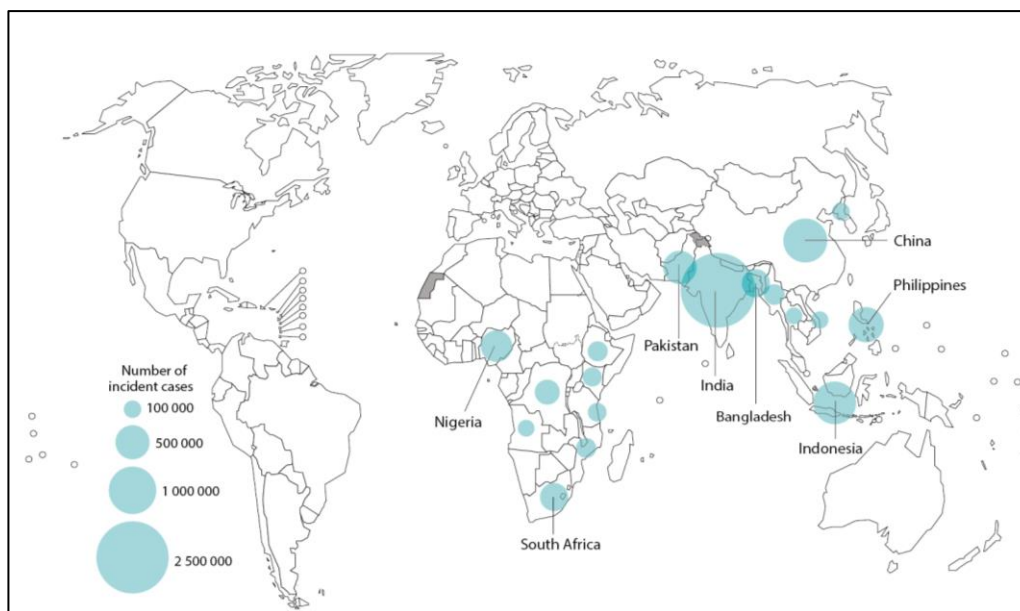 China
Philippines
Pakistan
India
Bangladesh
Nigeria
Indonesia
South Africa
Number of
incident cases
100 000
500 000
1 000 000
2 500 000